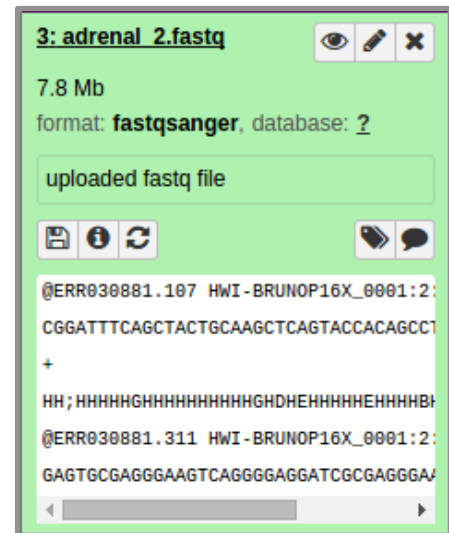 3: adrenal_2.fastq
7.8 Mb
format: fastqsanger, database: ?
uploaded fastq file
@ERR030881.107 HWI-BRUNOP16X_0001:2:
CGGATTTCAGCTACTGCAAGCTCAGTACCACAGCCT
+
HH;HHHHHGHHHHHHHHHHGHDHEHHHHHEHHHHBH
@ERR030881.311 HWI-BRUNOP16X_0001:2:
GAGTGCGAGGGAAGTCAGGGGAGGATCGCGAGGGAA